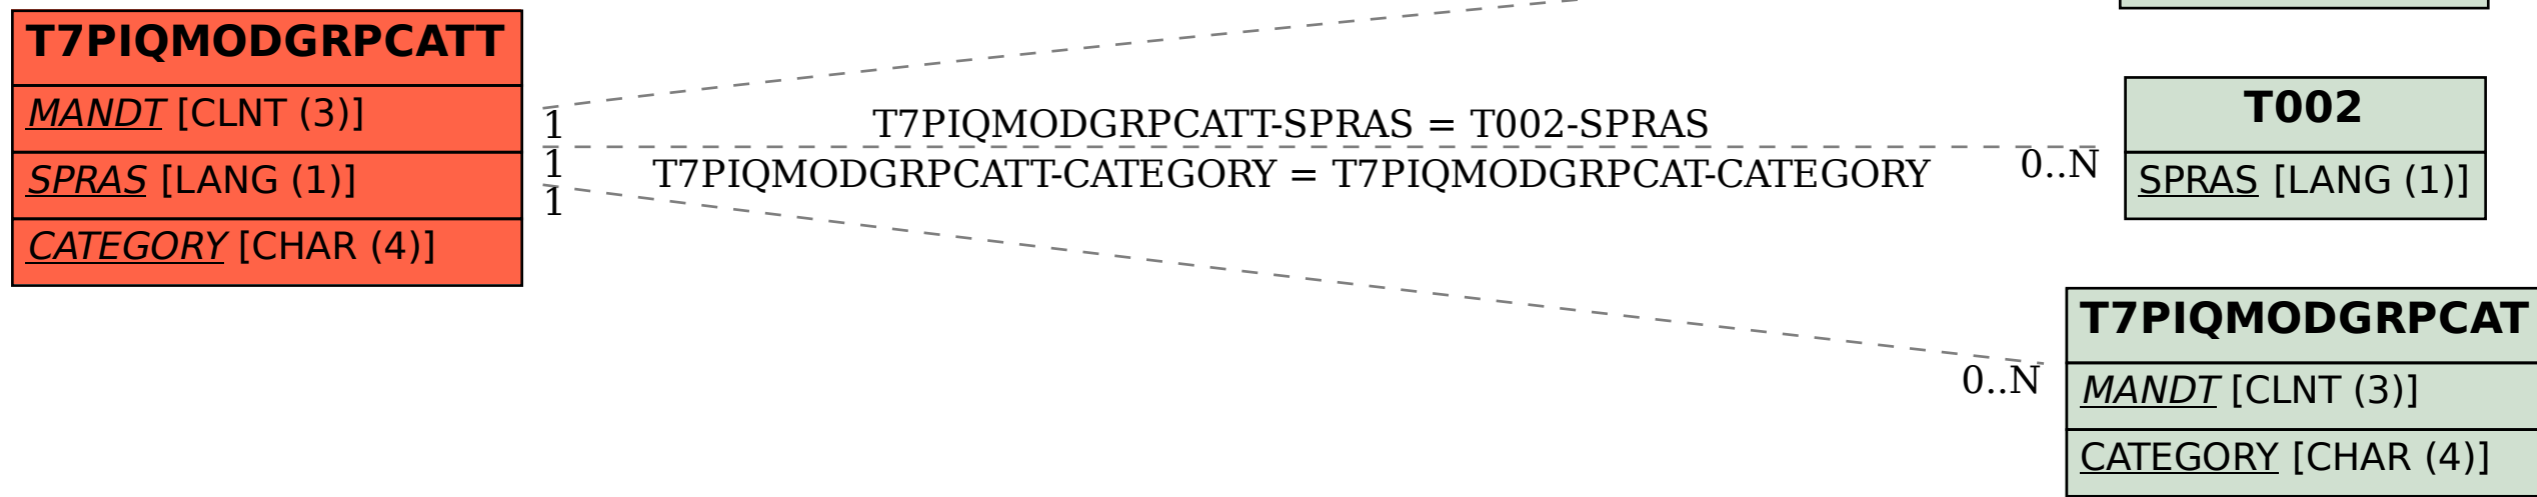 T7PIQMODGRPCATT
MANDT [CLNT (3)]
SPRAS [LANG (1)]
CATEGORY [CHAR (4)]
1
1
1
T7PIQMODGRPCATT-SPRAS = T002-SPRAS
T7PIQMODGRPCATT-CATEGORY = T7PIQMODGRPCAT-CATEGORY
0..N
0..N
T002
SPRAS [LANG (1)]
T7PIQMODGRPCAT
MANDT [CLNT (3)]
CATEGORY [CHAR (4)]